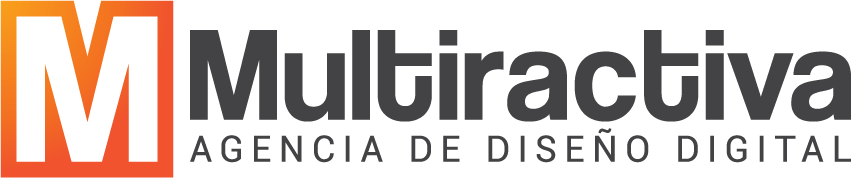 M Multiractiva
AGENCIA DE DISEÑO DIGITAL